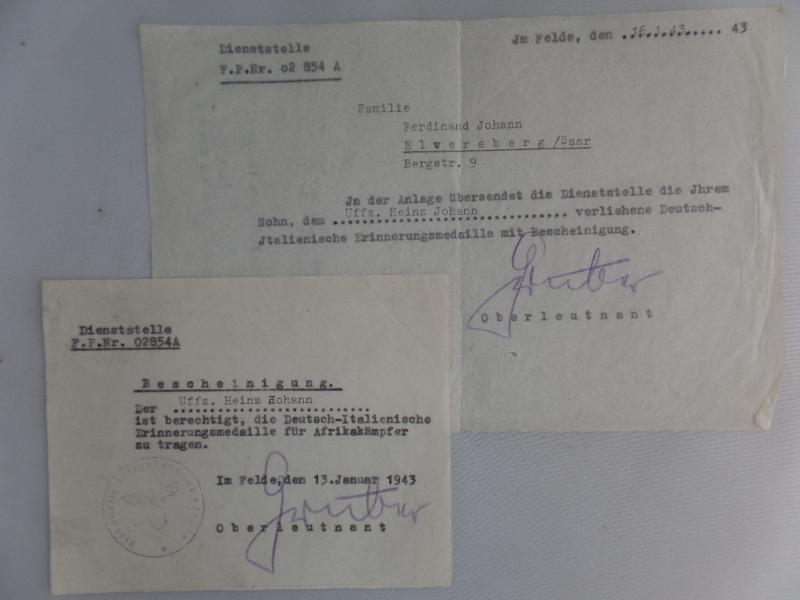 Dienststelle
F.P.Nr. 02 854 A
Jm Felde, den .16.1.43..... 43
Familie
Ferdinand Johann
Elversberg/Saar
Bergstr. 9
Jn der Anlage übersendet die Dienststelle die Jhrem
Sohn, dem Uffz. Heinz Johann verliehene Deutsch-
Jtalienische Erinnerungsmedaille mit Bescheinigung.
Gruber
Oberleutnant
Dienststelle
F.P.Nr. 02854A
Bescheinigung.
Der Uffz. Heinz Johann
ist berechtigt, die Deutsch-Italienische
Erinnerungsmedaille für Afrikakämpfer
zu tragen.
Im Felde,den 13.Januar 1943
Gruber
Oberleutnant